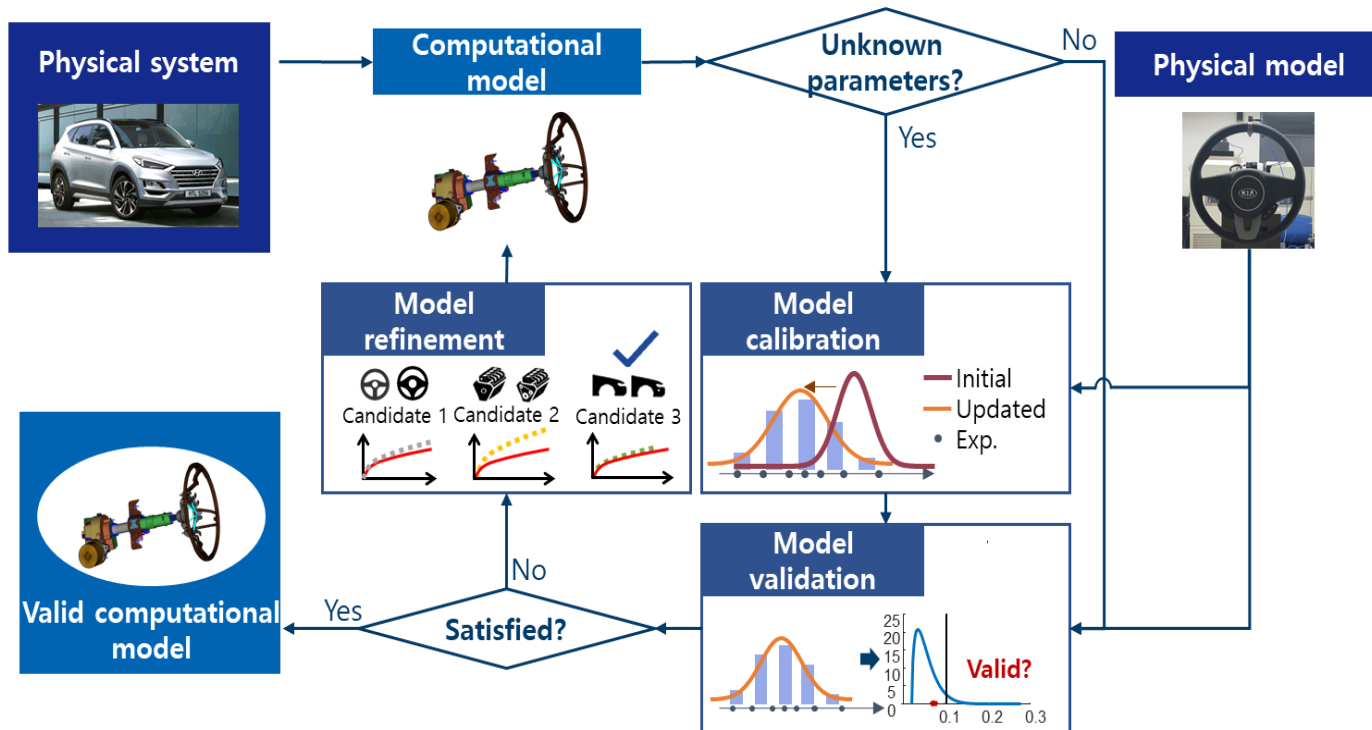 Physical system
Computational
model
Unknown
parameters?
No
Yes
Physical model
KIA
Model
refinement
Candidate 1
Candidate 2
Candidate 3
Model
calibration
Initial
Updated
Exp.
Model
validation
25
20
15
10
5
0
0.1
0.2
0.3
Valid?
Satisfied?
No
Yes
Valid computational
model